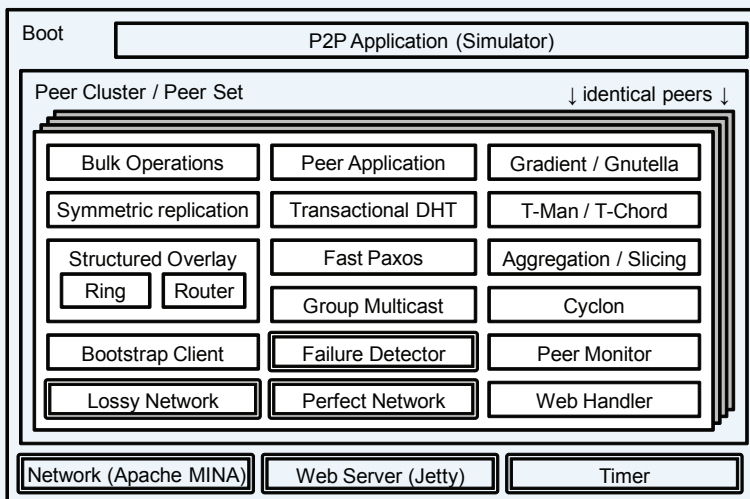 Boot
P2P Application (Simulator)
Peer Cluster / Peer Set
↓ identical peers ↓
Bulk Operations
Peer Application
Gradient / Gnutella
Symmetric replication
Transactional DHT
T-Man / T-Chord
Structured Overlay
Ring
Router
Fast Paxos
Aggregation / Slicing
Group Multicast
Cyclon
Bootstrap Client
Failure Detector
Peer Monitor
Lossy Network
Perfect Network
Web Handler
Network (Apache MINA)
Web Server (Jetty)
Timer